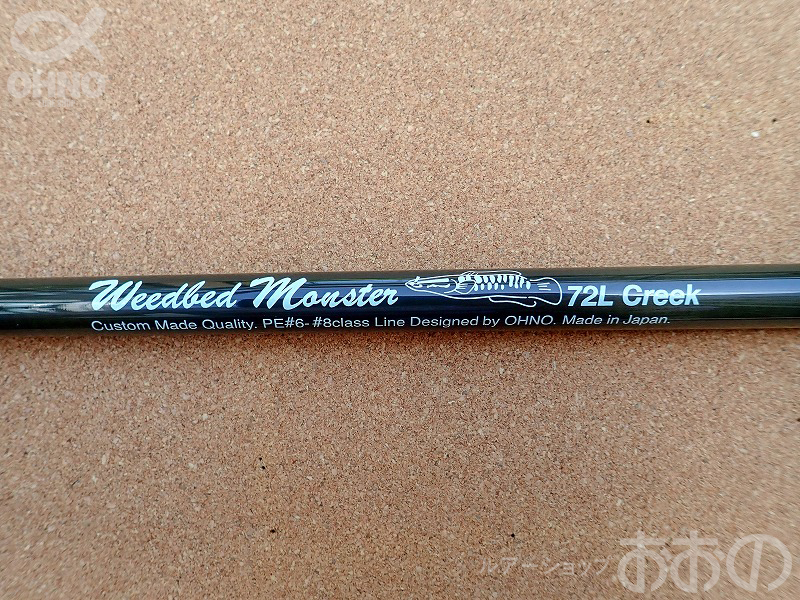 OHNO
Weedbed Monster 72L Creek
Custom Made Quality. PE#6-#8class Line Designed by OHNO. Made in Japan.
ルアーショップおおの